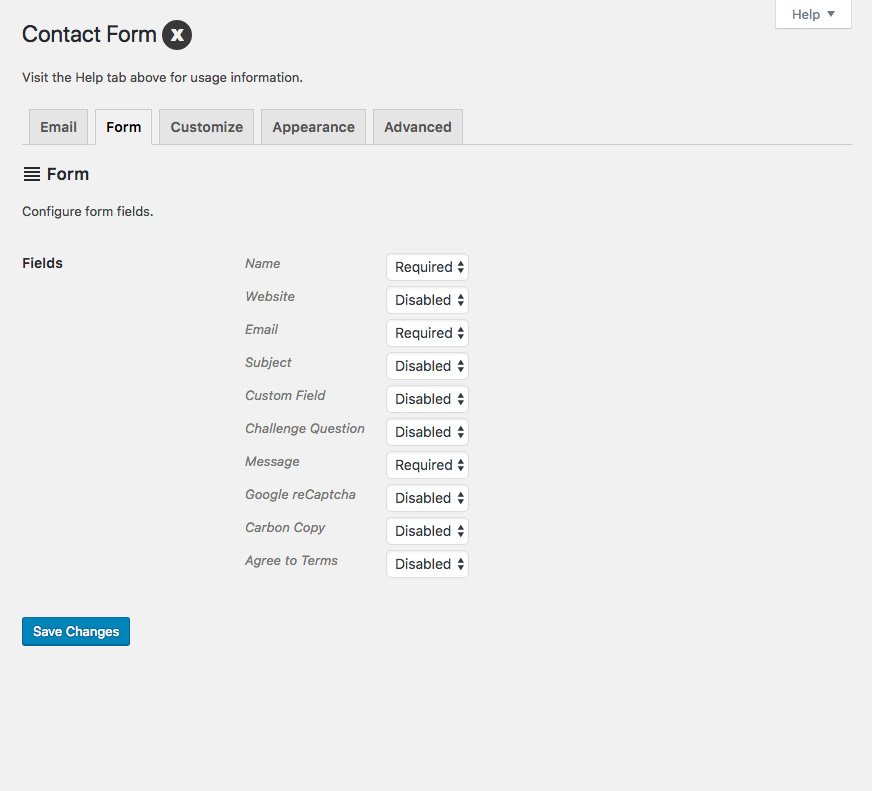 Help
Contact Form X
Visit the Help tab above for usage information.
Email Form Customize Appearance Advanced
Form
Configure form fields.
Fields
Name Required
Website Disabled
Email Required
Subject Disabled
Custom Field Disabled
Challenge Question Disabled
Message Required
Google reCaptcha Disabled
Carbon Copy Disabled
Agree to Terms Disabled
Save Changes